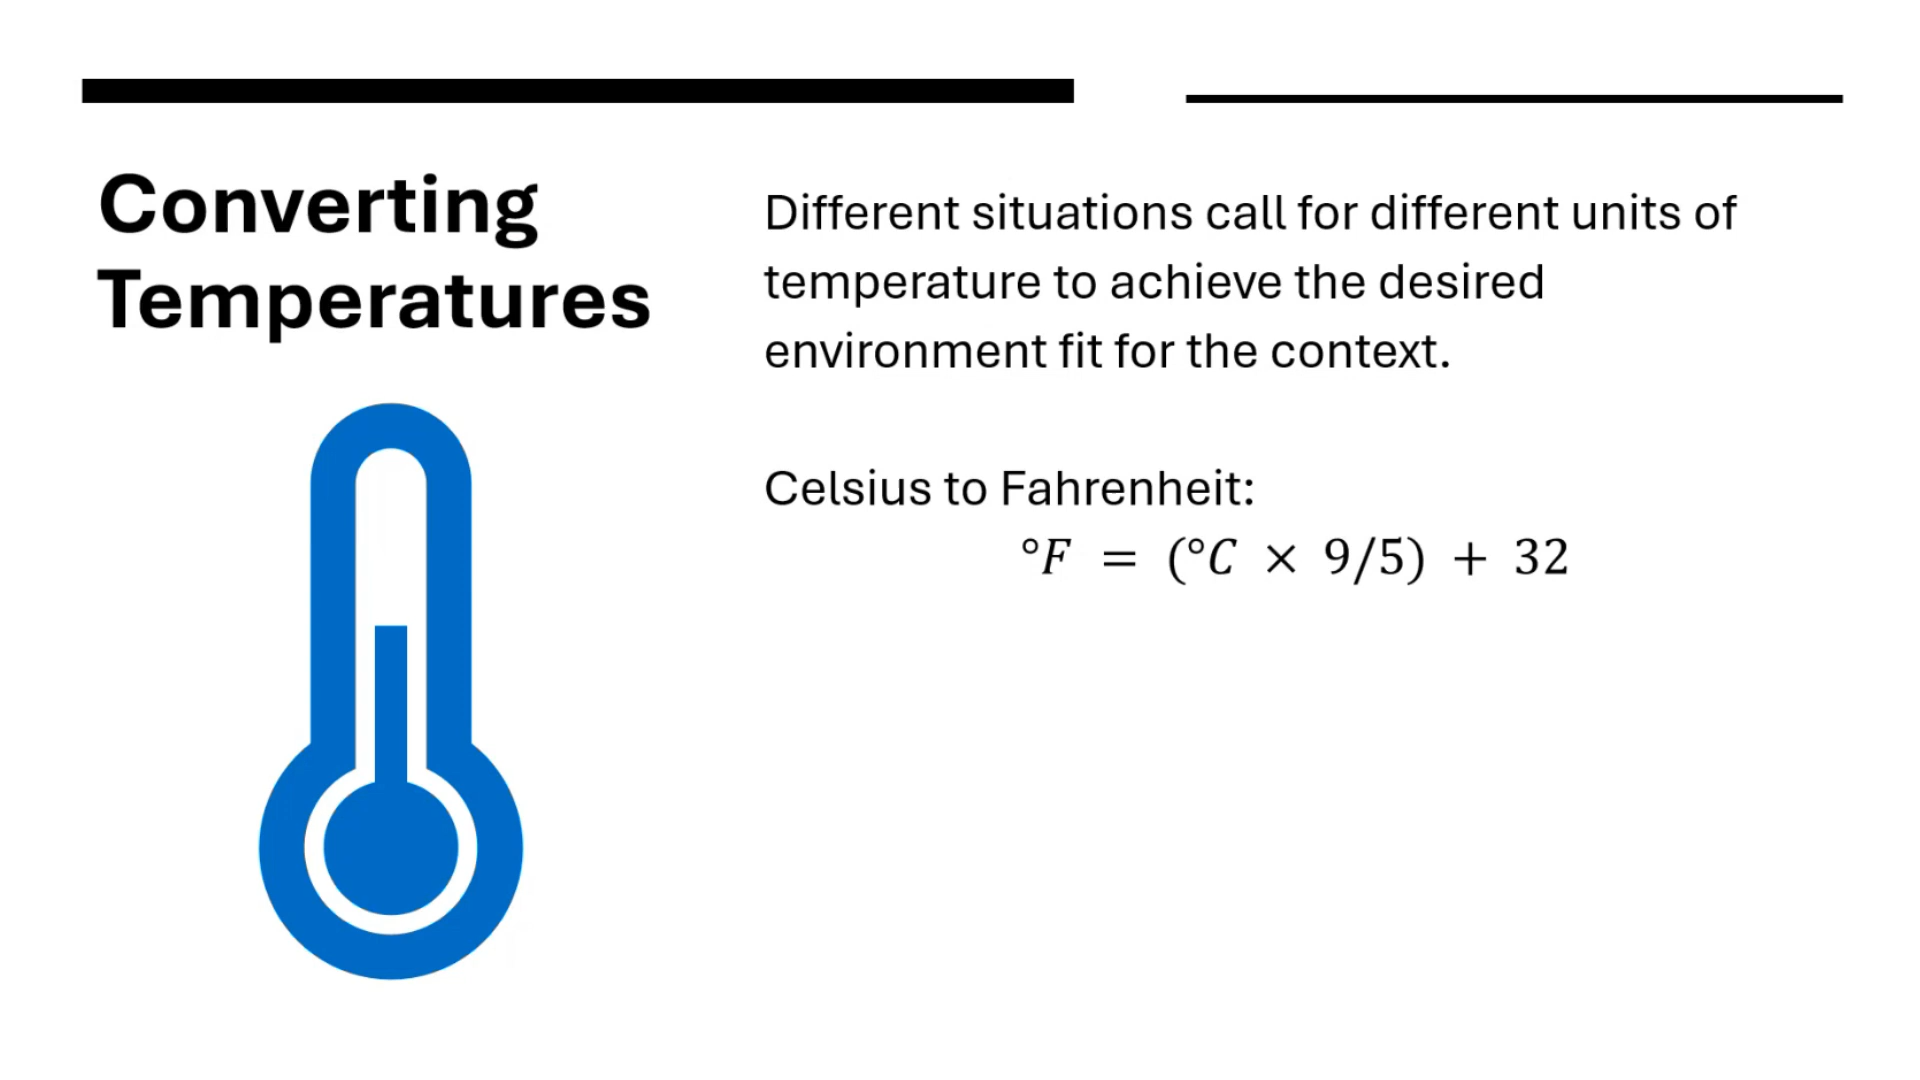 Converting
Temperatures
Different situations call for different units of
temperature to achieve the desired
environment fit for the context.
Celsius to Fahrenheit:
°F = (°C × 9/5) + 32